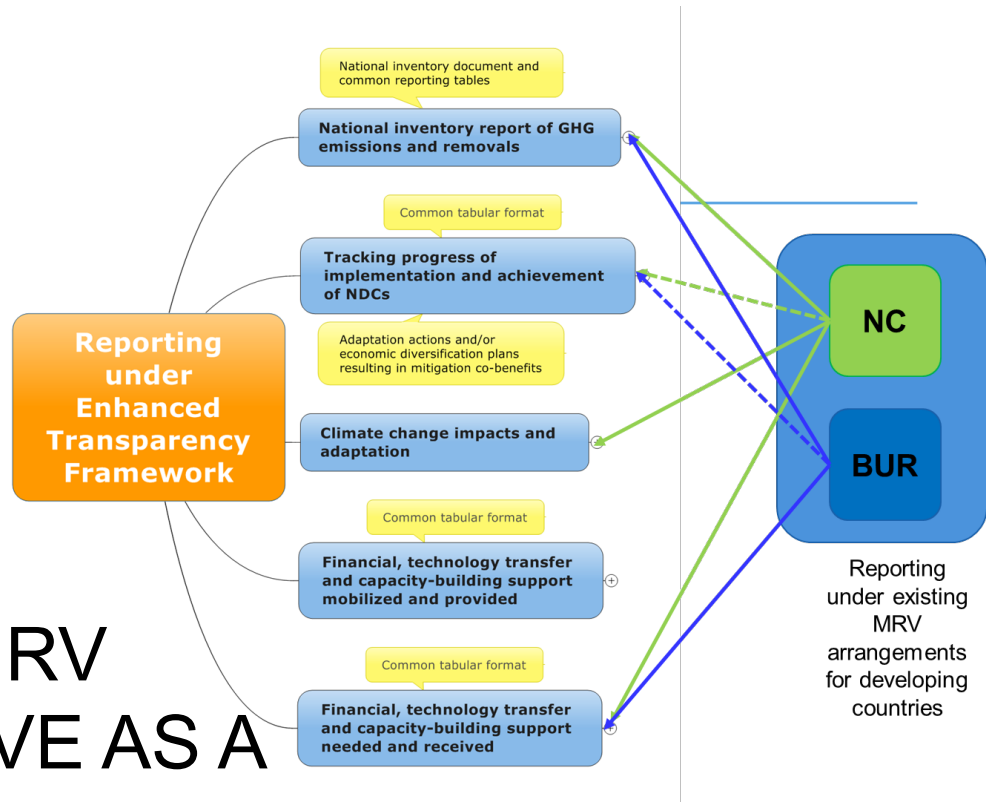 National inventory document and
common reporting tables
National inventory report of GHG
emissions and removals
Common tabular format
Tracking progress of
implementation and achievement
of NDCs
Adaptation actions and/or
economic diversification plans
resulting in mitigation co-benefits
Reporting
under
Enhanced
Transparency
Framework
Climate change impacts and
adaptation
Common tabular format
Financial, technology transfer
and capacity-building support
mobilized and provided
Common tabular format
Financial, technology transfer
and capacity-building support
needed and received
RV
VE AS A
NC
BUR
Reporting
under existing
MRV
arrangements
for developing
countries